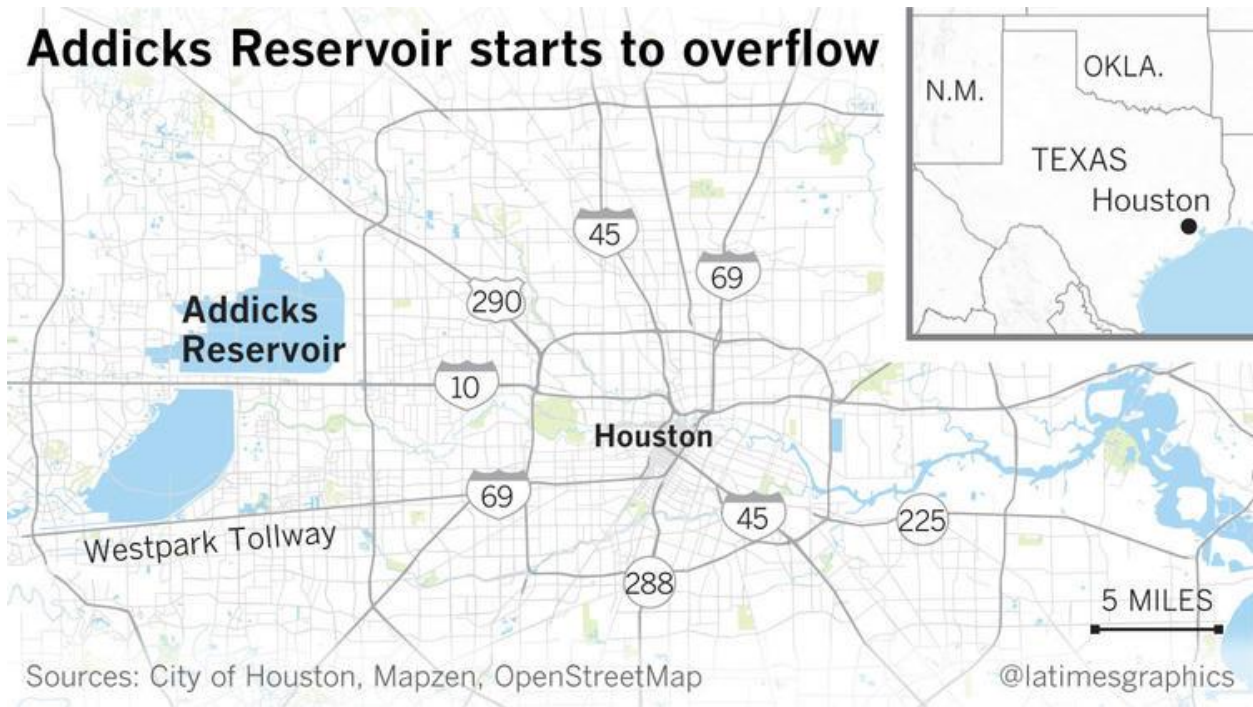 Addicks Reservoir starts to overflow
N.M.
OKLA.
TEXAS
Houston
45
69
290
Addicks
Reservoir
10
Houston
69
45
225
Westpark Tollway
288
5 MILES
Sources: City of Houston, Mapzen, OpenStreetMap
@latimesgraphics